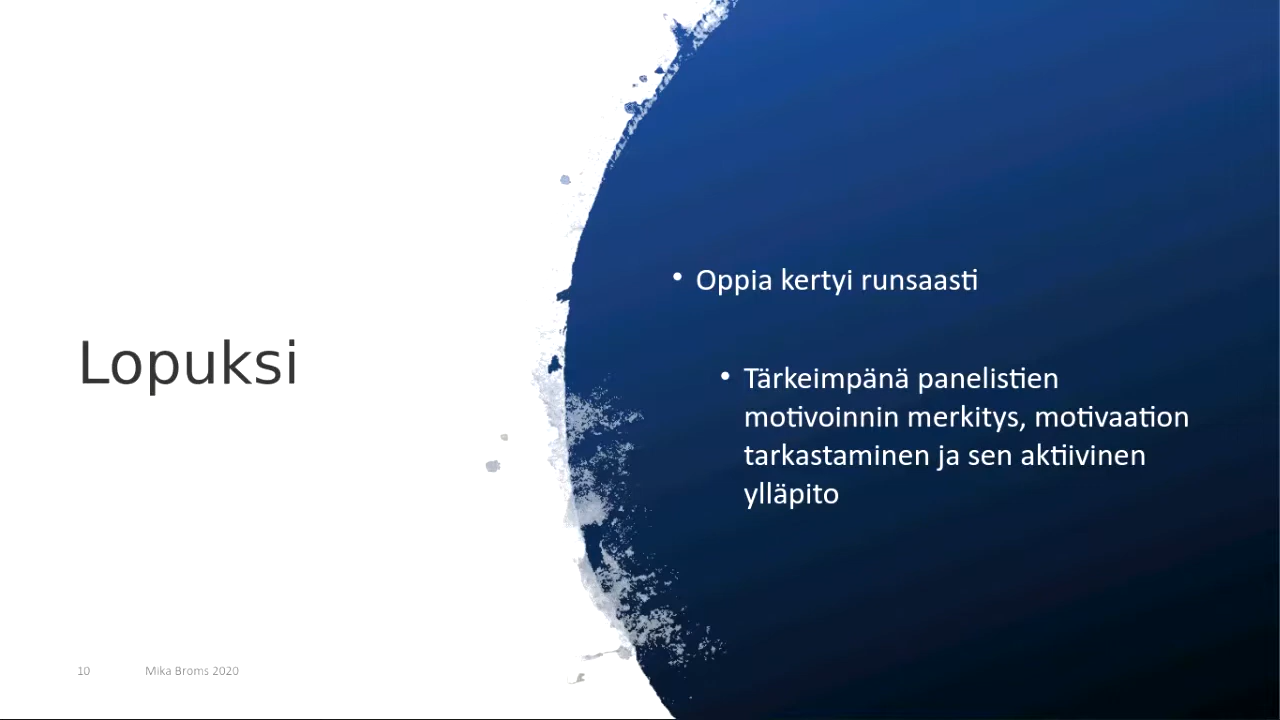 Lopuksi
• Oppia kertyi runsaasti
• Tärkeimpänä panelistien
motivoinnin merkitys, motivaation
tarkastaminen ja sen aktiivinen
ylläpito
10 Mika Broms 2020